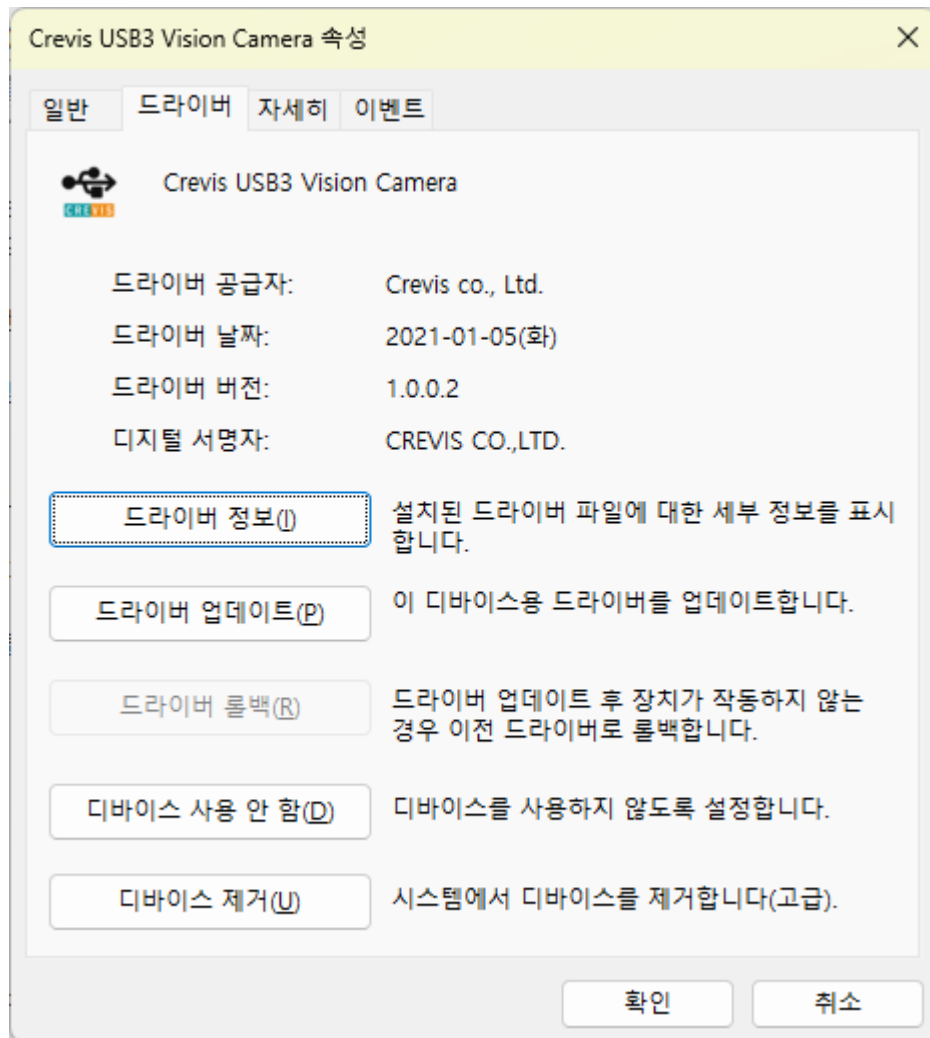 Crevis USB3 Vision Camera 속성
일반 드라이버 자세히 이벤트
CREVIS
Crevis USB3 Vision Camera
드라이버 공급자: Crevis co., Ltd.
드라이버 날짜: 2021-01-05(화)
드라이버 버전: 1.0.0.2
디지털 서명자: CREVIS CO.,LTD.
드라이버 정보(I)
설치된 드라이버 파일에 대한 세부 정보를 표시
합니다.
드라이버 업데이트(P)
이 디바이스용 드라이버를 업데이트합니다.
드라이버 롤백(R)
드라이버 업데이트 후 장치가 작동하지 않는
경우 이전 드라이버로 롤백합니다.
디바이스 사용 안 함(D)
디바이스를 사용하지 않도록 설정합니다.
디바이스 제거(U)
시스템에서 디바이스를 제거합니다(고급).
확인 취소